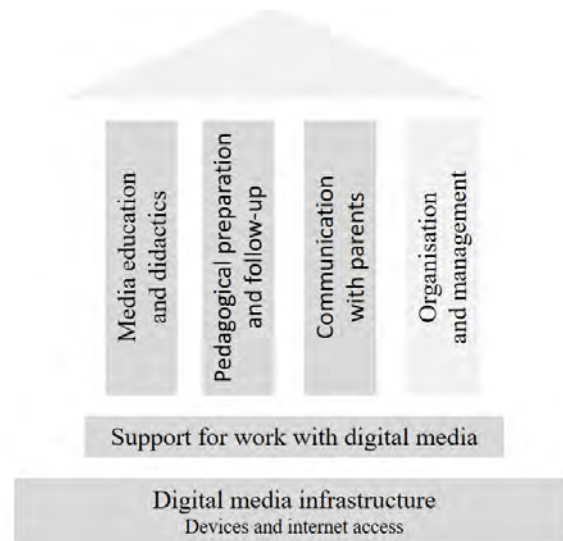 Media education
and didactics
Pedagogical preparation
and follow-up
Communication
with parents
Organisation
and management
Support for work with digital media
Digital media infrastructure
Devices and internet access